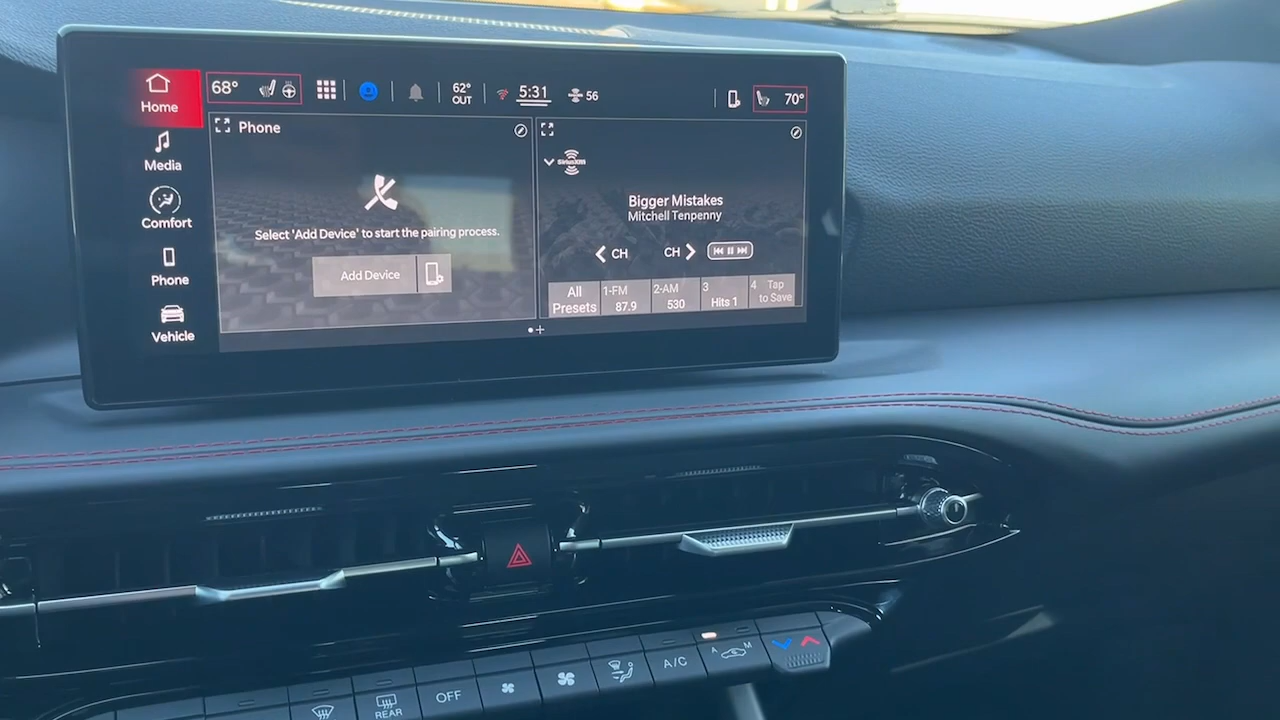 Home
68°
62°
OUT
5:31
56
70°
Media
Comfort
Phone
Vehicle
Phone
Select 'Add Device' to start the pairing process.
Add Device
SiriusXM
Bigger Mistakes
Mitchell Tenpenny
CH
CH
All
Presets
1-FM
87.9
2-AM
530
3
Hits 1
4 Tap
to Save
REAR
OFF
A/C
A
M